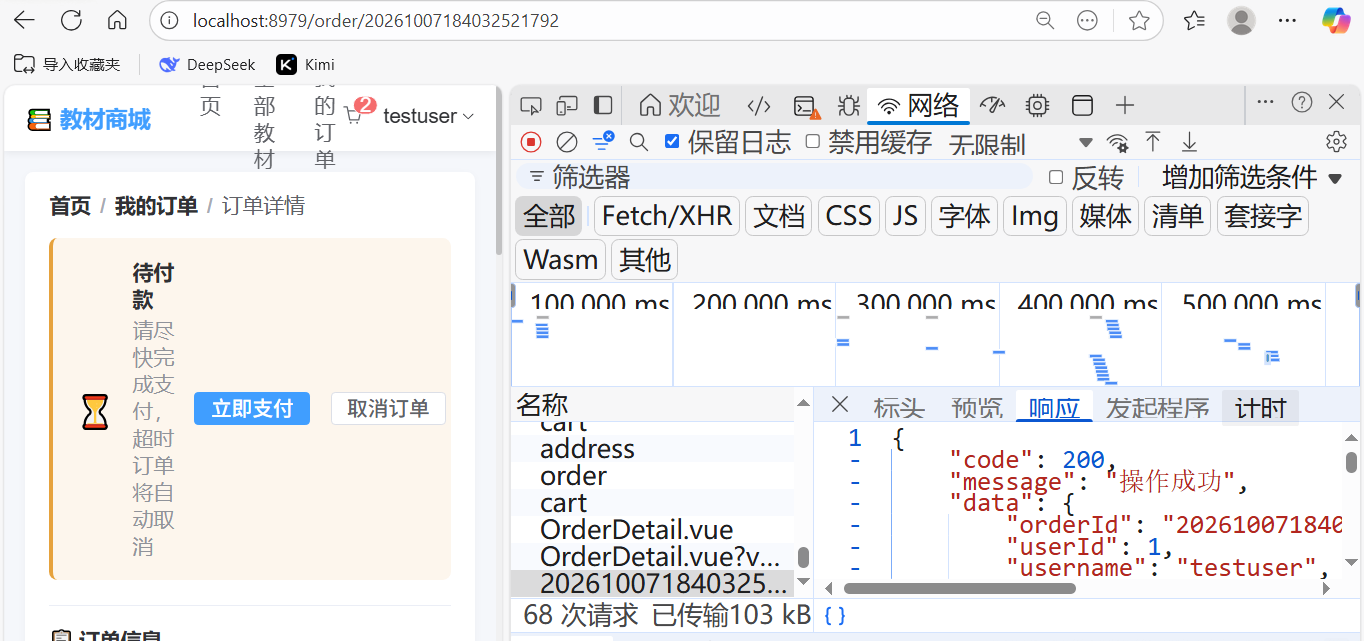 localhost:8979/order/20261007184032521792
导入收藏夹
DeepSeek
Kimi
教材商城
页
部教材
的订单
2
testuser
首页 / 我的订单 / 订单详情
待付款
请尽快完成支付，超时订单将自动取消
立即支付
取消订单
订单信息
欢迎
网络
保留日志
禁用缓存
无限制
筛选器
反转
增加筛选条件
全部
Fetch/XHR
文档
CSS
JS
字体
Img
媒体
清单
套接字
Wasm
其他
100,000 ms
200,000 ms
300,000 ms
400,000 ms
500,000 ms
名称
cart
address
order
cart
OrderDetail.vue
OrderDetail.vue?v...
202610071840325...
68 次请求 已传输103 kB
标头
预览
响应
发起程序
计时
1 {
- "code": 200,
- "message": "操作成功",
- "data": {
- "orderId": "202610071840
- "userId": 1,
- "username": "testuser",
{ }